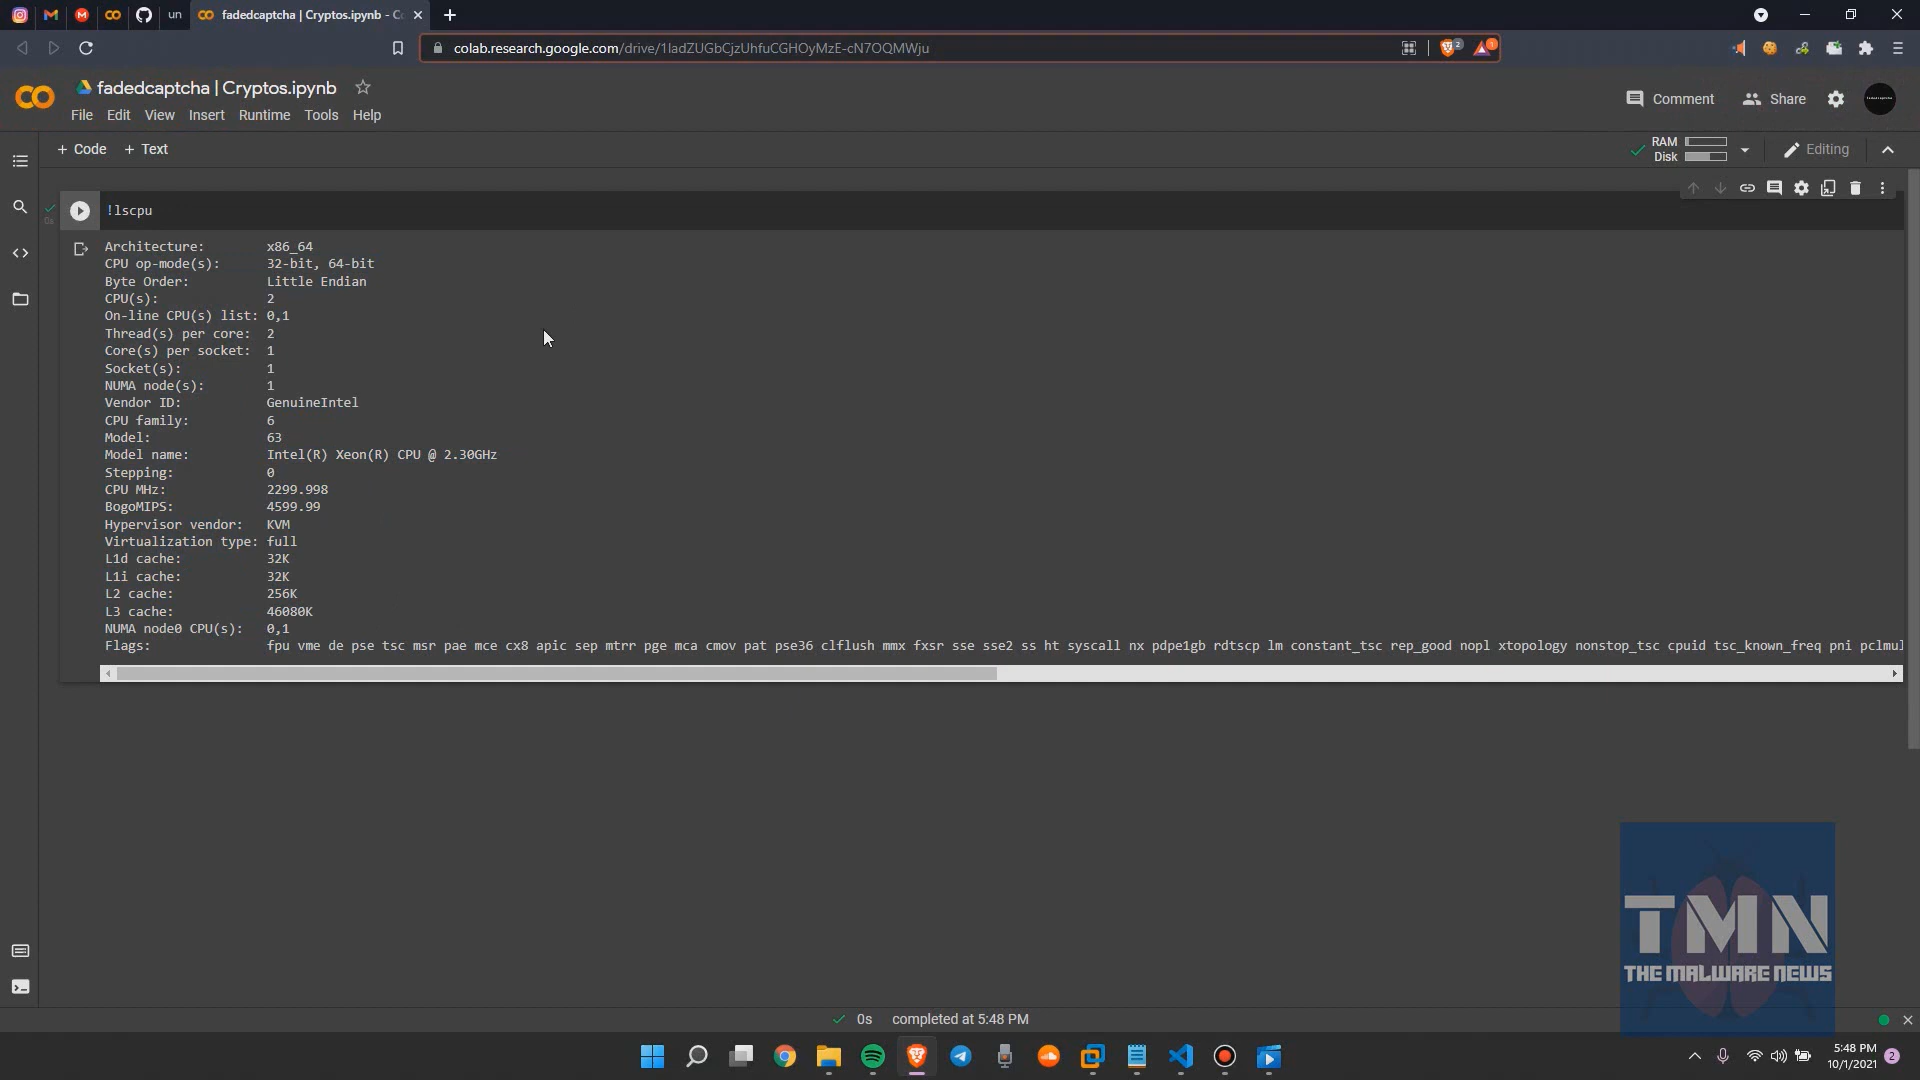 un
fadedcaptcha | Cryptos.ipynb - C
colab.research.google.com/drive/1ladZUGbCjzUhfuCGHOyMzE-cN7OQMWju
2
1
fadedcaptcha | Cryptos.ipynb
File Edit View Insert Runtime Tools Help
Comment Share
+ Code + Text
RAM
Disk
Editing
!lscpu
0s
Architecture: x86_64
CPU op-mode(s): 32-bit, 64-bit
Byte Order: Little Endian
CPU(s): 2
On-line CPU(s) list: 0,1
Thread(s) per core: 2
Core(s) per socket: 1
Socket(s): 1
NUMA node(s): 1
Vendor ID: GenuineIntel
CPU family: 6
Model: 63
Model name: Intel(R) Xeon(R) CPU @ 2.30GHz
Stepping: 0
CPU MHz: 2299.998
BogoMIPS: 4599.99
Hypervisor vendor: KVM
Virtualization type: full
L1d cache: 32K
L1i cache: 32K
L2 cache: 256K
L3 cache: 46080K
NUMA node0 CPU(s): 0,1
Flags: fpu vme de pse tsc msr pae mce cx8 apic sep mtrr pge mca cmov pat pse36 clflush mmx fxsr sse sse2 ss ht syscall nx pdpe1gb rdtscp lm constant_tsc rep_good nopl xtopology nonstop_tsc cpuid tsc_known_freq pni pclmul
TMN
THE MALWARE NEWS
0s completed at 5:48 PM
5:48 PM
10/1/2021
2